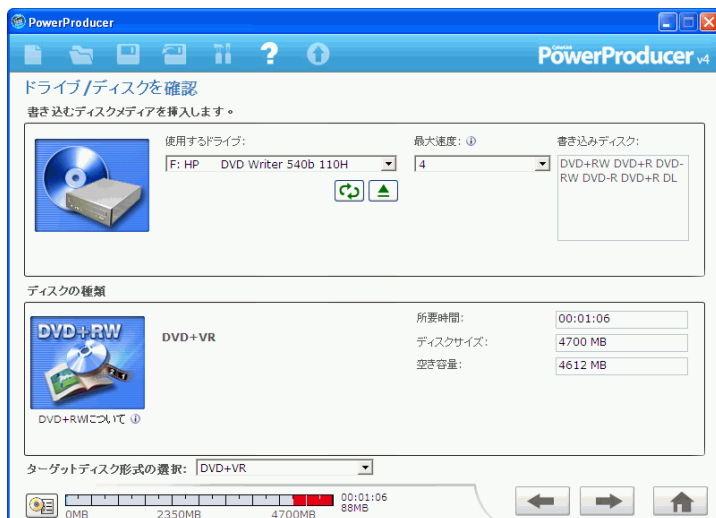 PowerProducer
CyberLink
PowerProducer v4
ドライブ/ディスクを確認
書き込むディスクメディアを挿入します。
使用するドライブ:
最大速度:
書き込みディスク:
F: HP DVD Writer 540b 110H
4
DVD+RW DVD+R DVD-
RW DVD-R DVD+R DL
ディスクの種類
DVD+RW
DVD+VR
所要時間:
00:01:06
ディスクサイズ:
4700 MB
空き容量:
4612 MB
DVD+RWについて
ターゲットディスク形式の選択:
DVD+VR
00:01:06
88MB
0MB
2350MB
4700MB